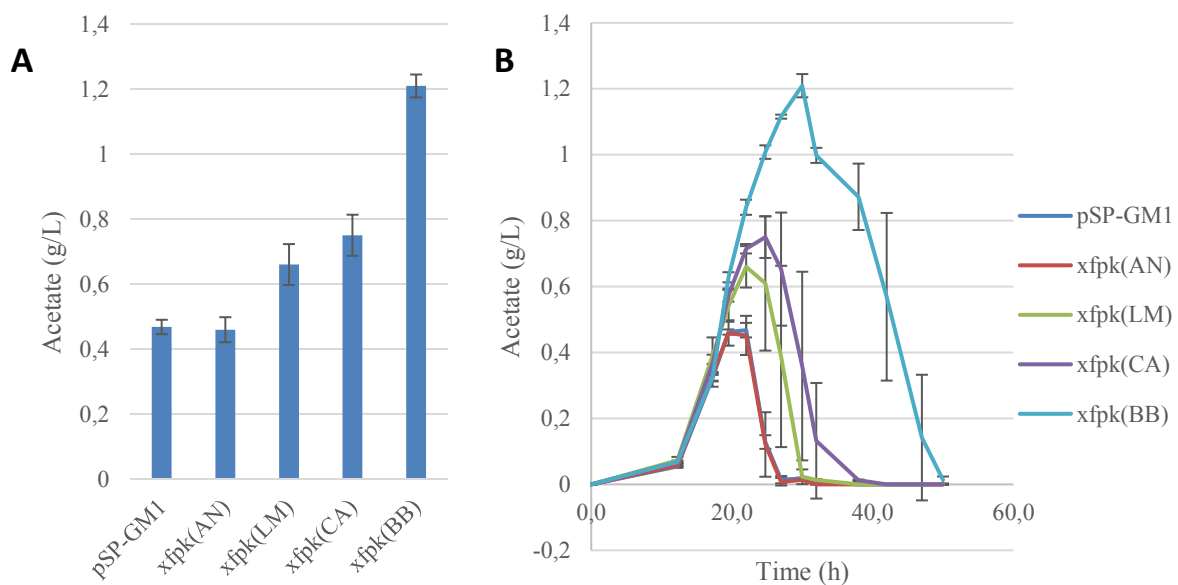 A
Acetate (g/L)
1,4
1,2
1
0,8
0,6
0,4
0,2
0
pSP-GM1
xfpk(AN)
xfpk(LM)
xfpk(CA)
xfpk(BB)
B
Acetate (g/L)
1,4
1,2
1
0,8
0,6
0,4
0,2
0
-0,2
0,0
20,0
40,0
60,0
Time (h)
pSP-GM1
xfpk(AN)
xfpk(LM)
xfpk(CA)
xfpk(BB)